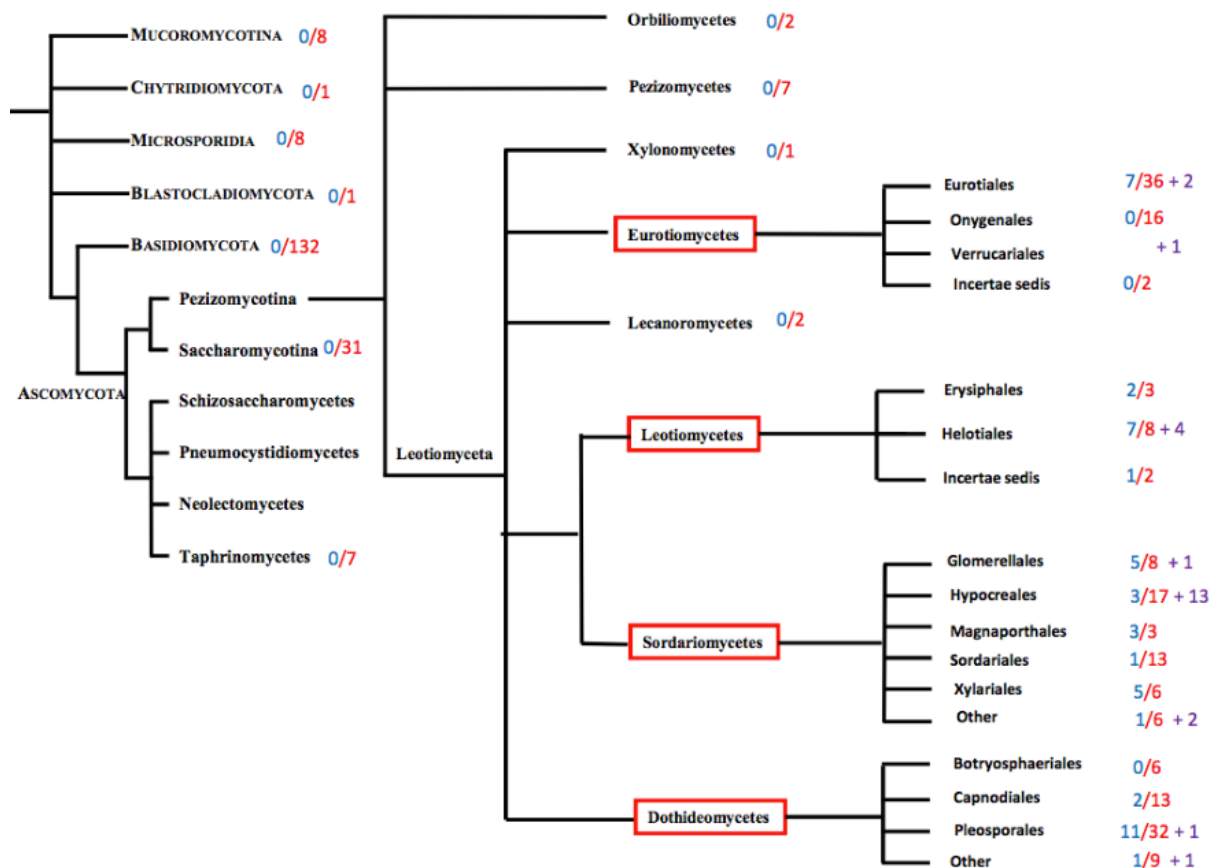 MUCOROMYCOTINA 0/8
CHYTRIDIOMYCOTA 0/1
MICROSPORIDIA 0/8
BLASTOCLADIOMYCOTA 0/1
BASIDIOMYCOTA 0/132
Pezizomycotina
Saccharomycotina 0/31
ASCOMYCOTA
Schizosaccharomycetes
Pneumocystidiomycetes
Neolectomycetes
Taphrinomycetes 0/7
Orbiliomycetes 0/2
Pezizomycetes 0/7
Leotiomyceta
Xylonomycetes 0/1
Eurotiomycetes
Eurotiales 7/36 + 2
Onygenales 0/16
Verrucariales + 1
Incertae sedis 0/2
Lecanoromycetes 0/2
Leotiomycetes
Erysiphales 2/3
Helotiales 7/8 + 4
Incertae sedis 1/2
Sordariomycetes
Glomerellales 5/8 + 1
Hypocreales 3/17 + 13
Magnaporthales 3/3
Sordariales 1/13
Xylariales 5/6
Other 1/6 + 2
Dothideomycetes
Botryosphaeriales 0/6
Capnodiales 2/13
Pleosporales 11/32 + 1
Other 1/9 + 1